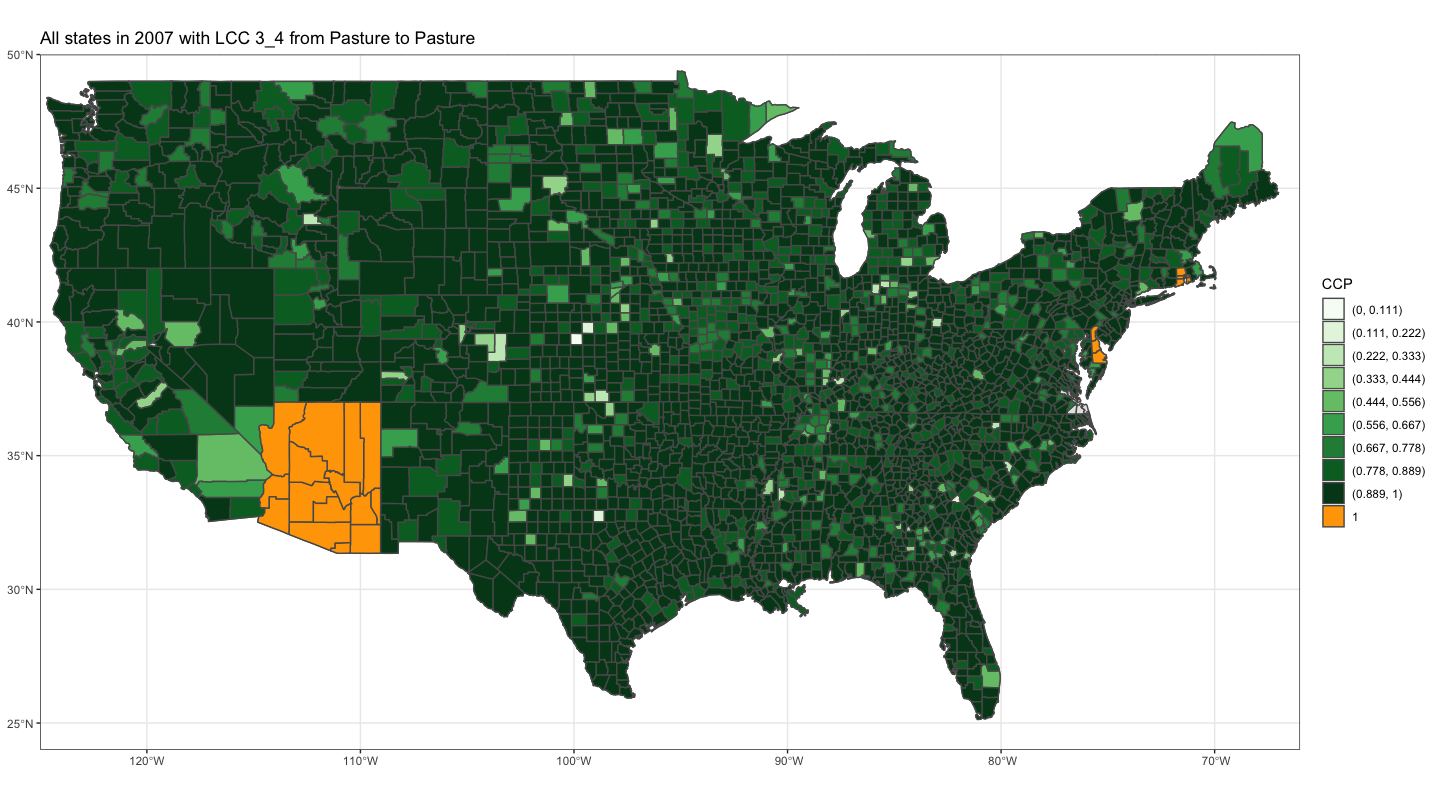 All states in 2007 with LCC 3_4 from Pasture to Pasture
50°N
45°N
40°N
35°N
30°N
25°N
120°W
110°W
100°W
90°W
80°W
70°W
CCP
(0, 0.111)
(0.111, 0.222)
(0.222, 0.333)
(0.333, 0.444)
(0.444, 0.556)
(0.556, 0.667)
(0.667, 0.778)
(0.778, 0.889)
(0.889, 1)
1